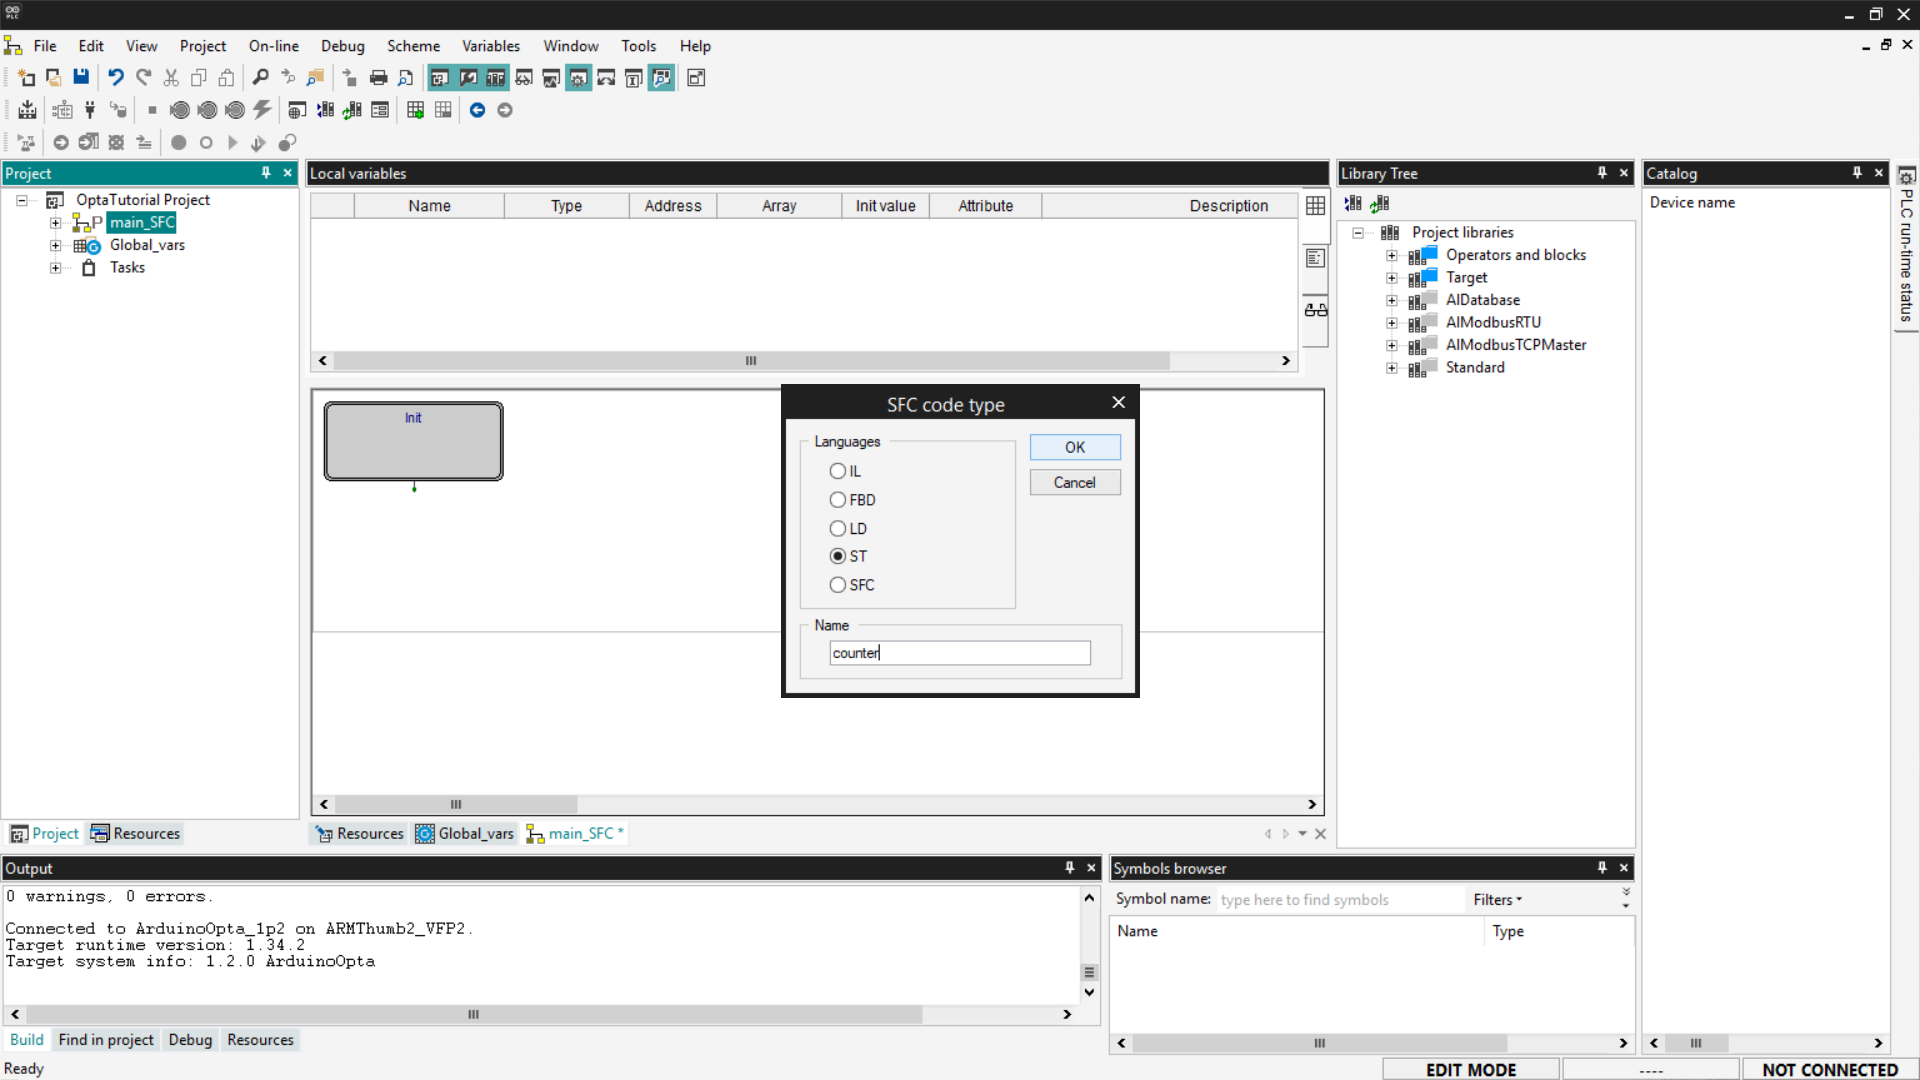 PLC
File Edit View Project On-line Debug Scheme Variables Window Tools Help
Project
OptaTutorial Project
P main_SFC
Global_vars
Tasks
Project Resources
Local variables
Name Type Address Array Init value Attribute Description
Init
SFC code type
Languages
IL
FBD
LD
ST
SFC
OK
Cancel
Name
counter
Resources Global_vars main_SFC *
Library Tree
Project libraries
Operators and blocks
Target
AIDatabase
AIModbusRTU
AIModbusTCPMaster
Standard
Catalog
Device name
PLC run-time status
Output
0 warnings, 0 errors.
Connected to ArduinoOpta_1p2 on ARMThumb2_VFP2.
Target runtime version: 1.34.2
Target system info: 1.2.0 ArduinoOpta
Build Find in project Debug Resources
Symbols browser
Symbol name: type here to find symbols Filters
Name Type
Ready
EDIT MODE ---- NOT CONNECTED